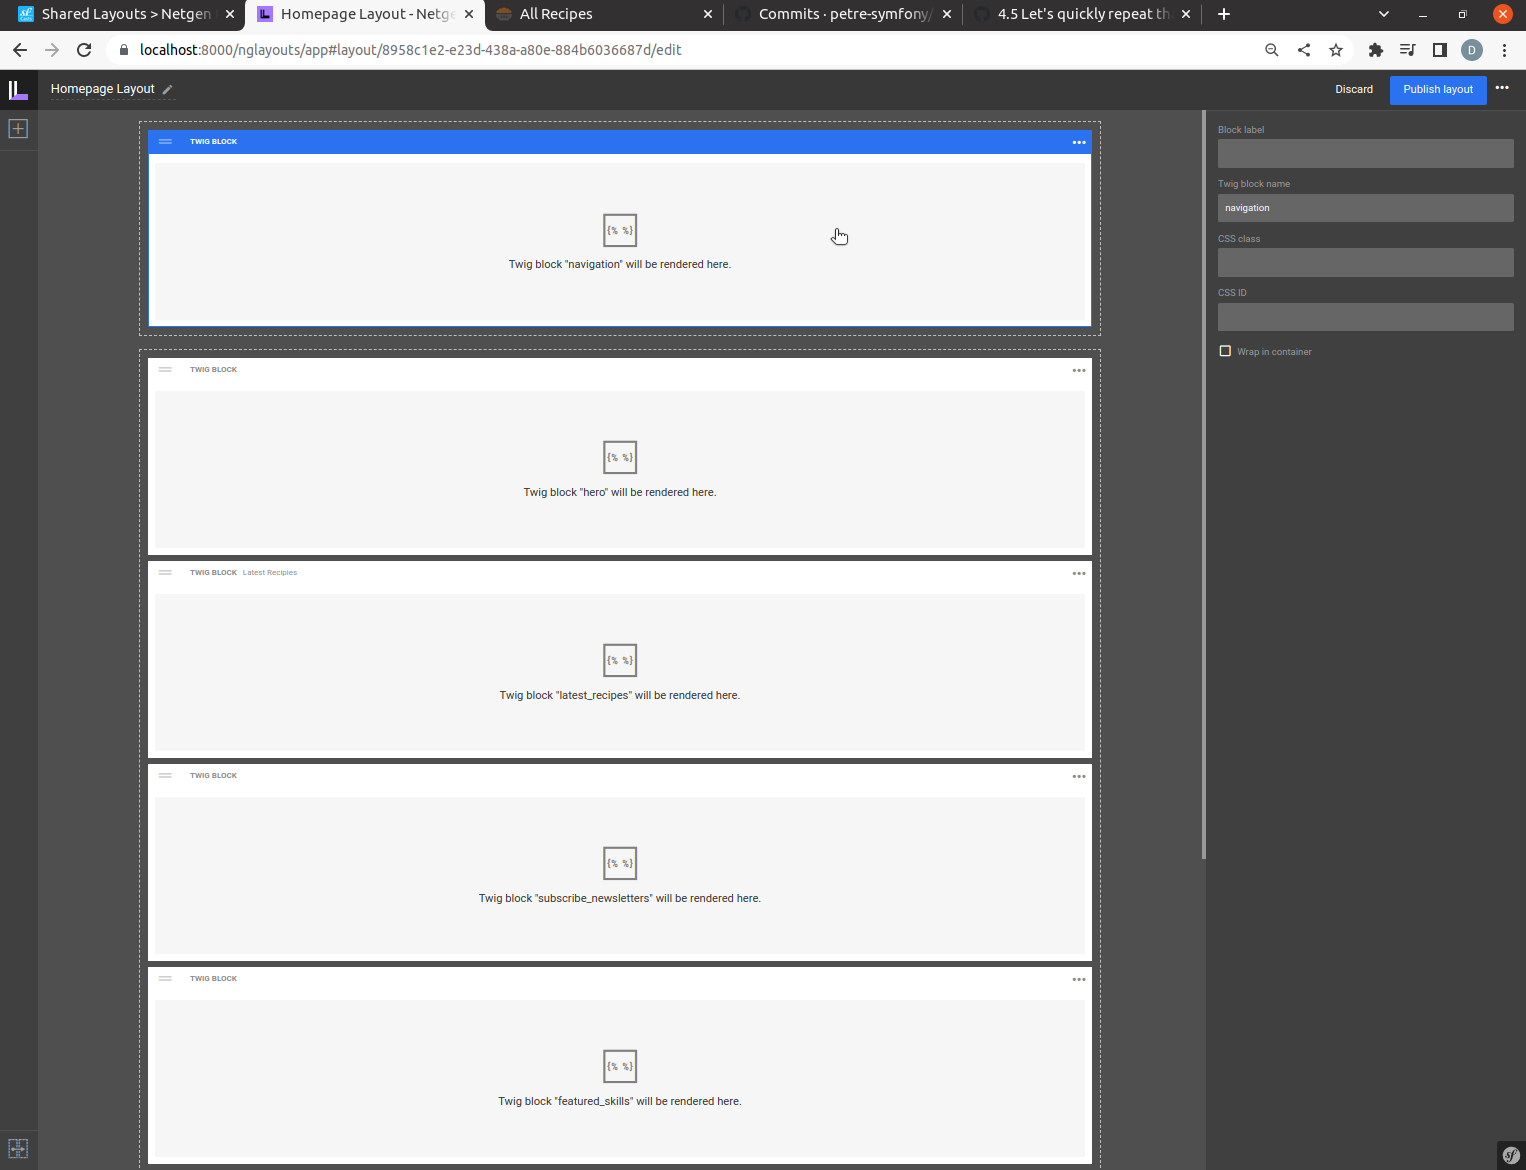 Shared Layouts > Netgen
Homepage Layout - Netge
All Recipes
Commits · petre-symfony/
4.5 Let's quickly repeat th
localhost:8000/nglayouts/app#layout/8958c1e2-e23d-438a-a80e-884b6036687d/edit
D
Homepage Layout
Discard
Publish layout
TWIG BLOCK
{% %}
Twig block "navigation" will be rendered here.
Block label
Twig block name
navigation
CSS class
CSS ID
Wrap in container
TWIG BLOCK
{% %}
Twig block "hero" will be rendered here.
TWIG BLOCK Latest Recipies
{% %}
Twig block "latest_recipes" will be rendered here.
TWIG BLOCK
{% %}
Twig block "subscribe_newsletters" will be rendered here.
TWIG BLOCK
{% %}
Twig block "featured_skills" will be rendered here.
sf